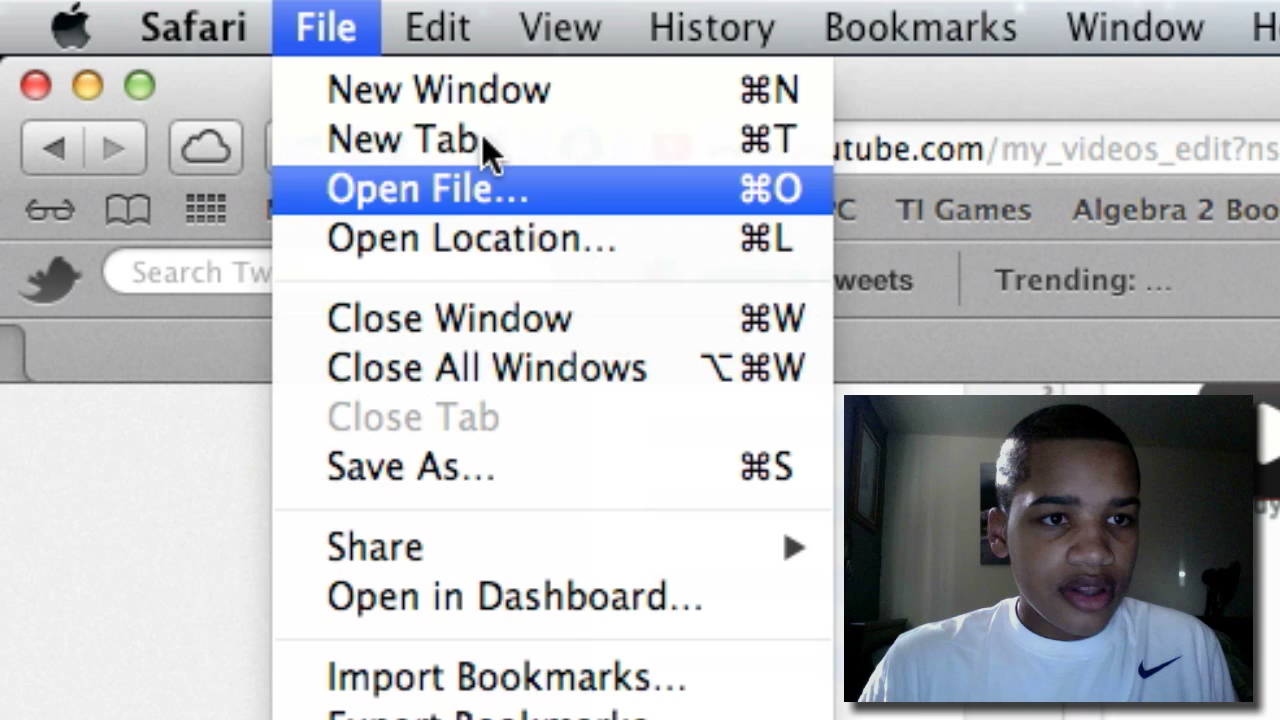 Safari File Edit View History Bookmarks Window
New Window ⌘N
New Tab ⌘T
utube.com/my_videos_edit?ns
Open File... ⌘O
TI Games Algebra 2 Boo
Open Location... ⌘L
Search Tw
weets Trending: ...
Close Window ⌘W
Close All Windows ⌥⌘W
Close Tab
Save As... ⌘S
Share ▶
Open in Dashboard...
Import Bookmarks...
Export Bookmarks